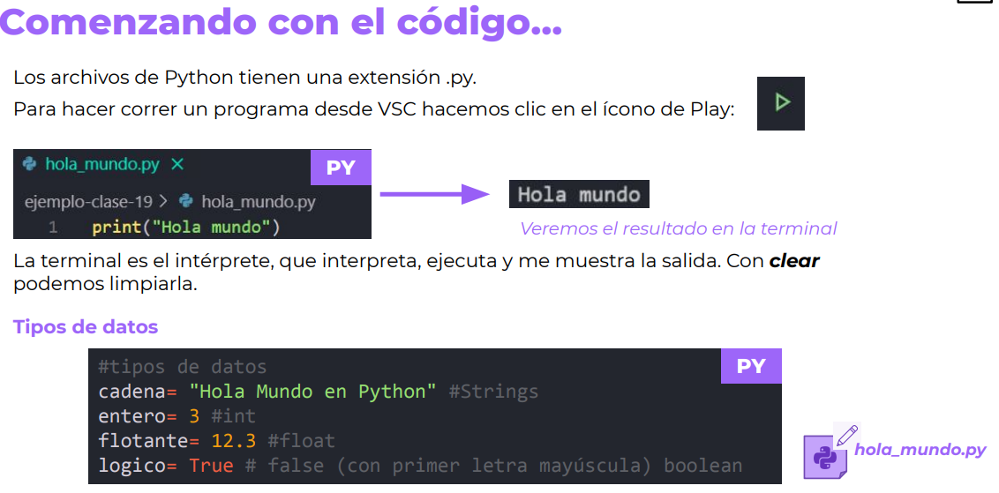 Comenzando con el código...
Los archivos de Python tienen una extensión .py.
Para hacer correr un programa desde VSC hacemos clic en el ícono de Play:
hola_mundo.py
PY
ejemplo-clase-19 > hola_mundo.py
1 print("Hola mundo")
Hola mundo
Veremos el resultado en la terminal
La terminal es el intérprete, que interpreta, ejecuta y me muestra la salida. Con clear
podemos limpiarla.
Tipos de datos
PY
#tipos de datos
cadena= "Hola Mundo en Python" #Strings
entero= 3 #int
flotante= 12.3 #float
logico= True # false (con primer letra mayúscula) boolean
hola_mundo.py